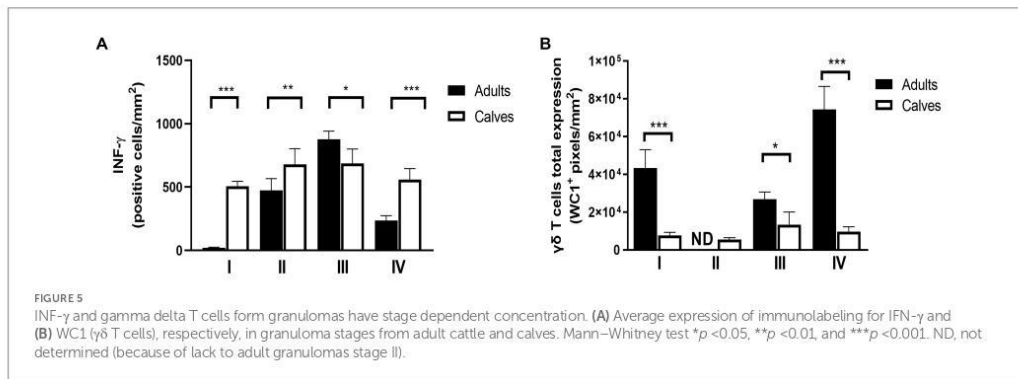 A
INF-γ
(positive cells/mm²)
1500
1000
500
0
***
**
*
***
Adults
Calves
I II III IV
B
γδ T cells total expression
(WC1⁺ pixels/mm²)
1×10⁵
8×10⁴
6×10⁴
4×10⁴
2×10⁴
0
***
ND
*
***
Adults
Calves
I II III IV
FIGURE 5
INF-γ and gamma delta T cells form granulomas have stage dependent concentration. (A) Average expression of immunolabeling for IFN-γ and
(B) WC1 (γδ T cells), respectively, in granuloma stages from adult cattle and calves. Mann–Whitney test *p <0.05, **p <0.01, and ***p <0.001. ND, not
determined (because of lack to adult granulomas stage II).